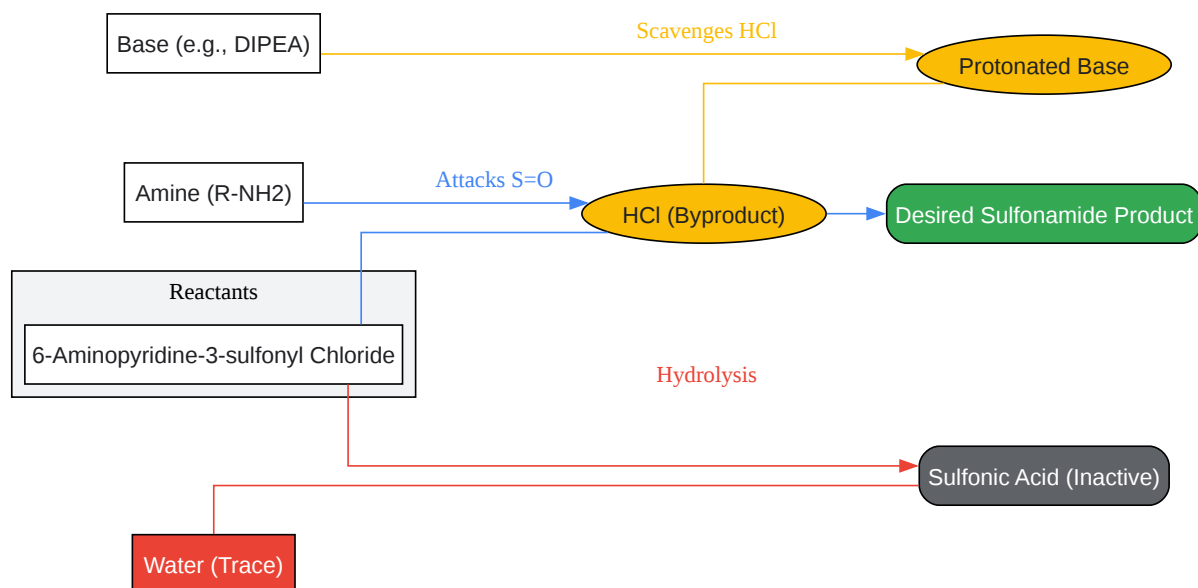 Base (e.g., DIPEA)
Scavenges HCl
Protonated Base
Amine (R-NH2)
Attacks S=O
HCl (Byproduct)
Desired Sulfonamide Product
Reactants
6-Aminopyridine-3-sulfonyl Chloride
Hydrolysis
Sulfonic Acid (Inactive)
Water (Trace)